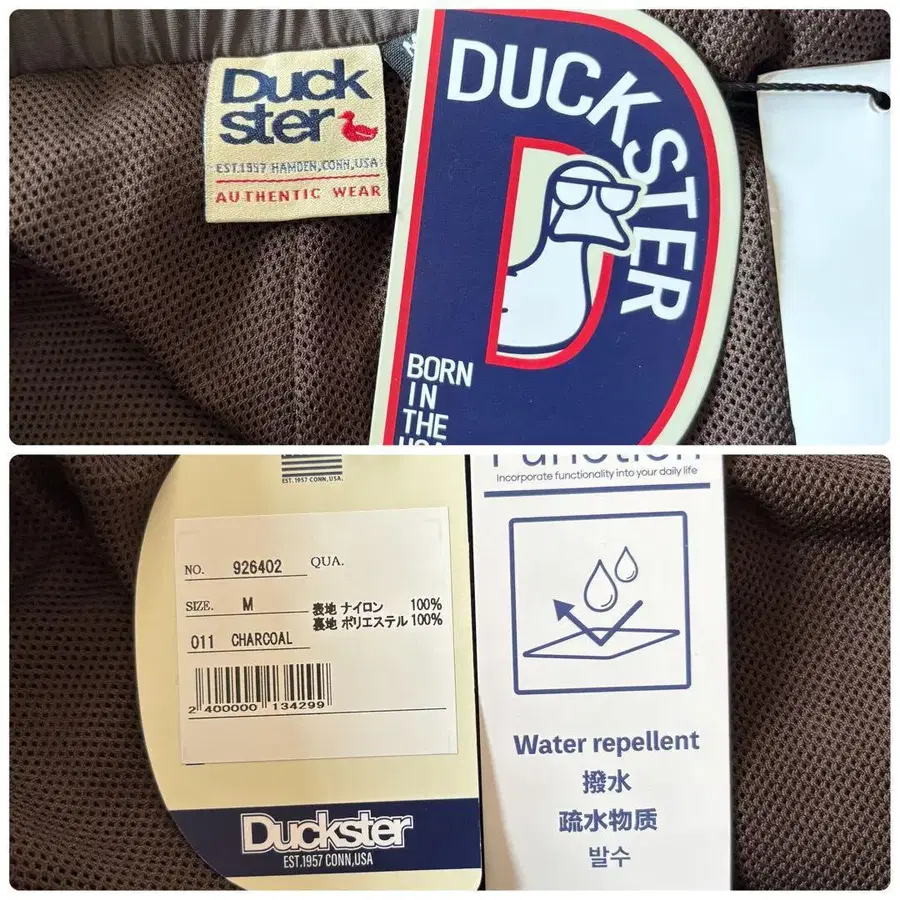 Duck
ster
EST.1957 HAMDEN,CONN,USA
AUTHENTIC WEAR
DUCKSTER
BORN
IN
THE
USA
EST.1957 CONN,USA.
Function
Incorporate functionality into your daily life
NO. 926402 QUA.
SIZE. M
表地 ナイロン 100%
裏地 ポリエステル 100%
011 CHARCOAL
2 400000 134299
Duckster
EST.1957 CONN,USA
Water repellent
撥水
疏水物质
발수